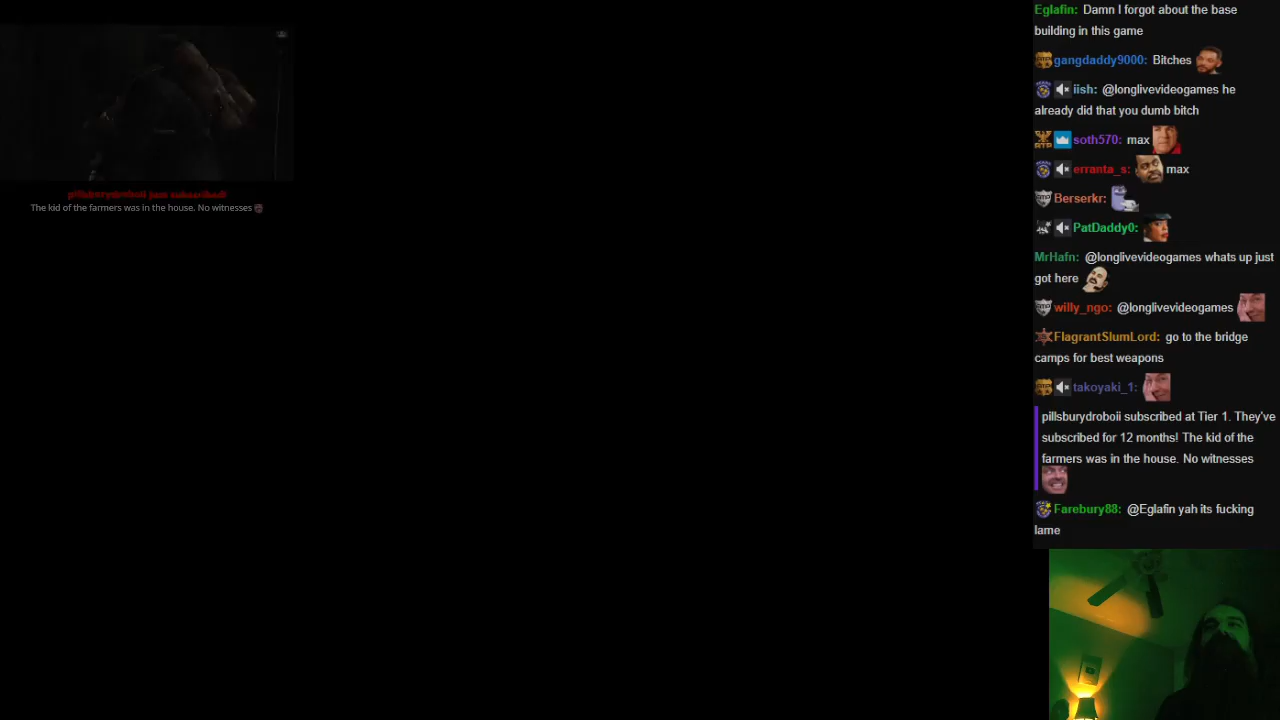 pillsburydroboii just subscribed!
The kid of the farmers was in the house. No witnesses
Eglafin: Damn I forgot about the base
building in this game
gangdaddy9000: Bitches
iish: @longlivevideogames he
already did that you dumb bitch
soth570: max
erranta_s: max
Berserkr:
PatDaddy0:
MrHafn: @longlivevideogames whats up just
got here
willy_ngo: @longlivevideogames
FlagrantSlumLord: go to the bridge
camps for best weapons
takoyaki_1:
pillsburydroboii subscribed at Tier 1. They've
subscribed for 12 months! The kid of the
farmers was in the house. No witnesses
Farebury88: @Eglafin yah its fucking
lame